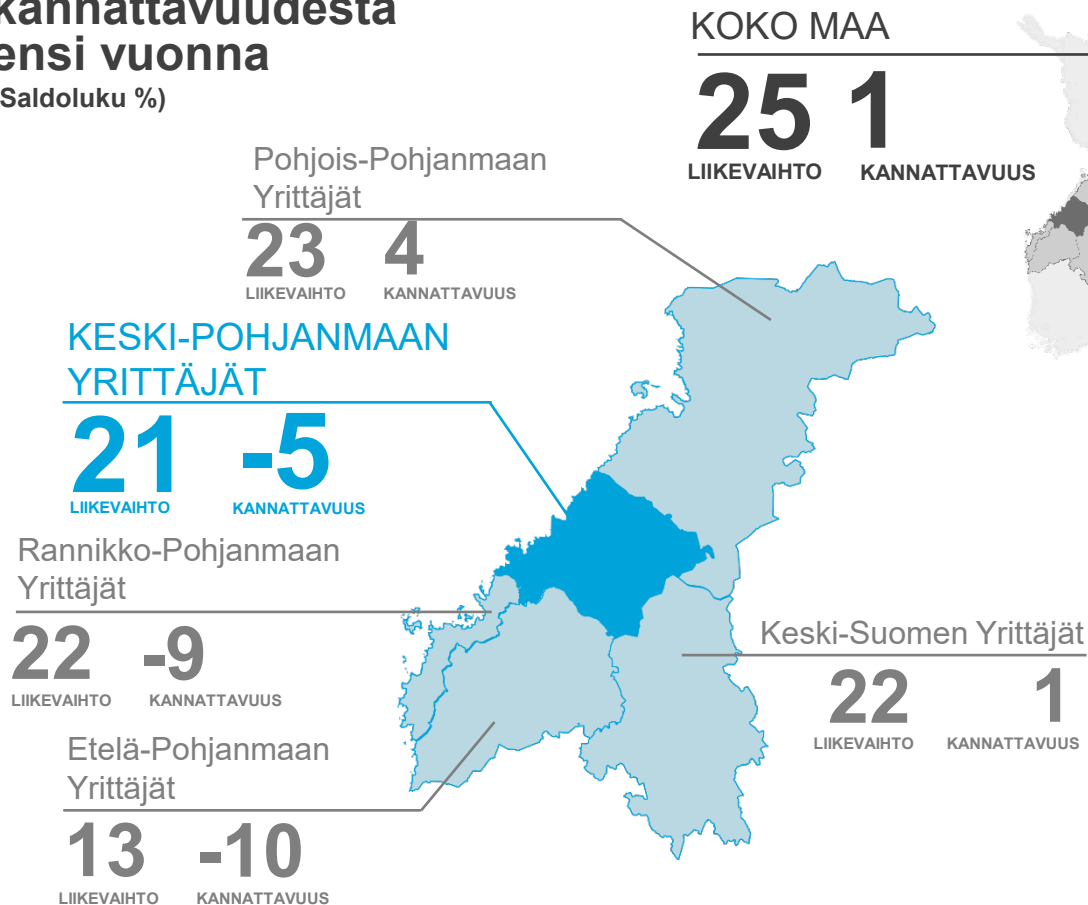 kannattavuudesta
ensi vuonna
Saldoluku %)
KOKO MAA
25 1
LIIKEVAIHTO KANNATTAVUUS
Pohjois-Pohjanmaan
Yrittäjät
23 4
LIIKEVAIHTO KANNATTAVUUS
KESKI-POHJANMAAN
YRITTÄJÄT
21 -5
LIIKEVAIHTO KANNATTAVUUS
Rannikko-Pohjanmaan
Yrittäjät
22 -9
LIIKEVAIHTO KANNATTAVUUS
Keski-Suomen Yrittäjät
22 1
LIIKEVAIHTO KANNATTAVUUS
Etelä-Pohjanmaan
Yrittäjät
13 -10
LIIKEVAIHTO KANNATTAVUUS